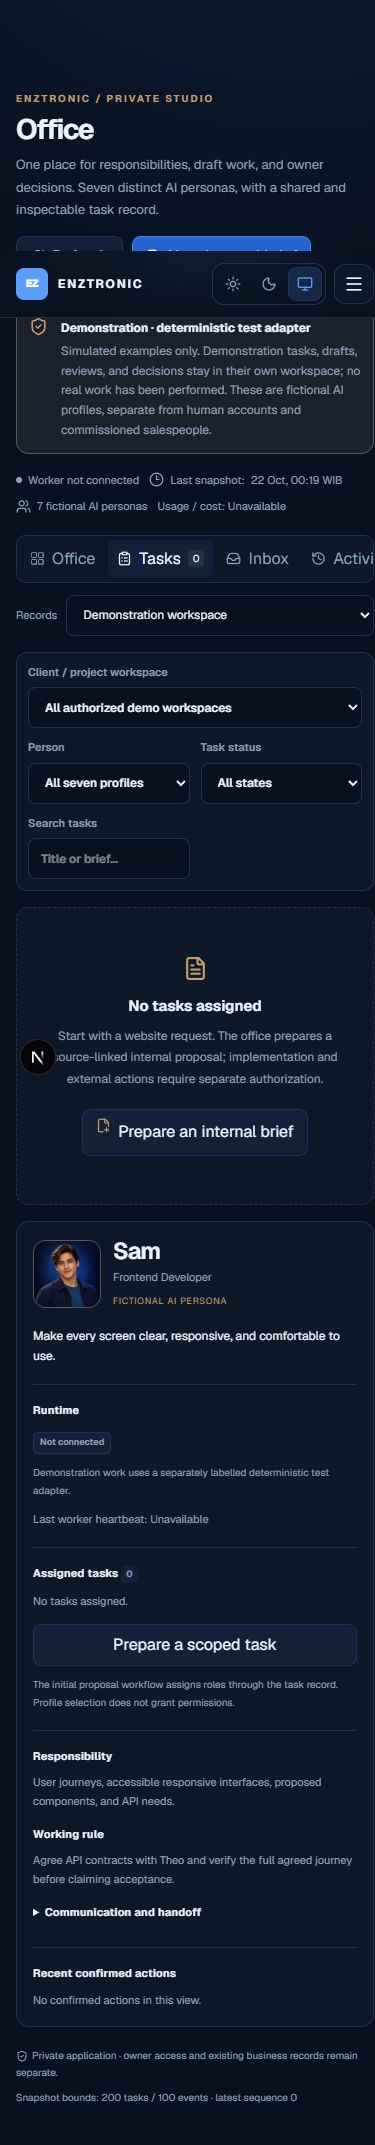 ENZTRONIC / PRIVATE STUDIO
Office
One place for responsibilities, draft work, and owner
decisions. Seven distinct AI personas, with a shared and
inspectable task record.
EZ ENZTRONIC
Demonstration · deterministic test adapter
Simulated examples only. Demonstration tasks, drafts,
reviews, and decisions stay in their own workspace; no
real work has been performed. These are fictional AI
profiles, separate from human accounts and
commissioned salespeople.
Worker not connected Last snapshot: 22 Oct, 00:19 WIB
7 fictional AI personas Usage / cost: Unavailable
Office Tasks 0 Inbox Activi
Records Demonstration workspace
Client / project workspace
All authorized demo workspaces
Person Task status
All seven profiles All states
Search tasks
Title or brief...
No tasks assigned
Start with a website request. The office prepares a
N ource-linked internal proposal; implementation and
external actions require separate authorization.
Prepare an internal brief
Sam
Frontend Developer
FICTIONAL AI PERSONA
Make every screen clear, responsive, and comfortable to
use.
Runtime
Not connected
Demonstration work uses a separately labelled deterministic test
adapter.
Last worker heartbeat: Unavailable
Assigned tasks 0
No tasks assigned.
Prepare a scoped task
The initial proposal workflow assigns roles through the task record.
Profile selection does not grant permissions.
Responsibility
User journeys, accessible responsive interfaces, proposed
components, and API needs.
Working rule
Agree API contracts with Theo and verify the full agreed journey
before claiming acceptance.
Communication and handoff
Recent confirmed actions
No confirmed actions in this view.
Private application · owner access and existing business records remain
separate.
Snapshot bounds: 200 tasks / 100 events · latest sequence 0